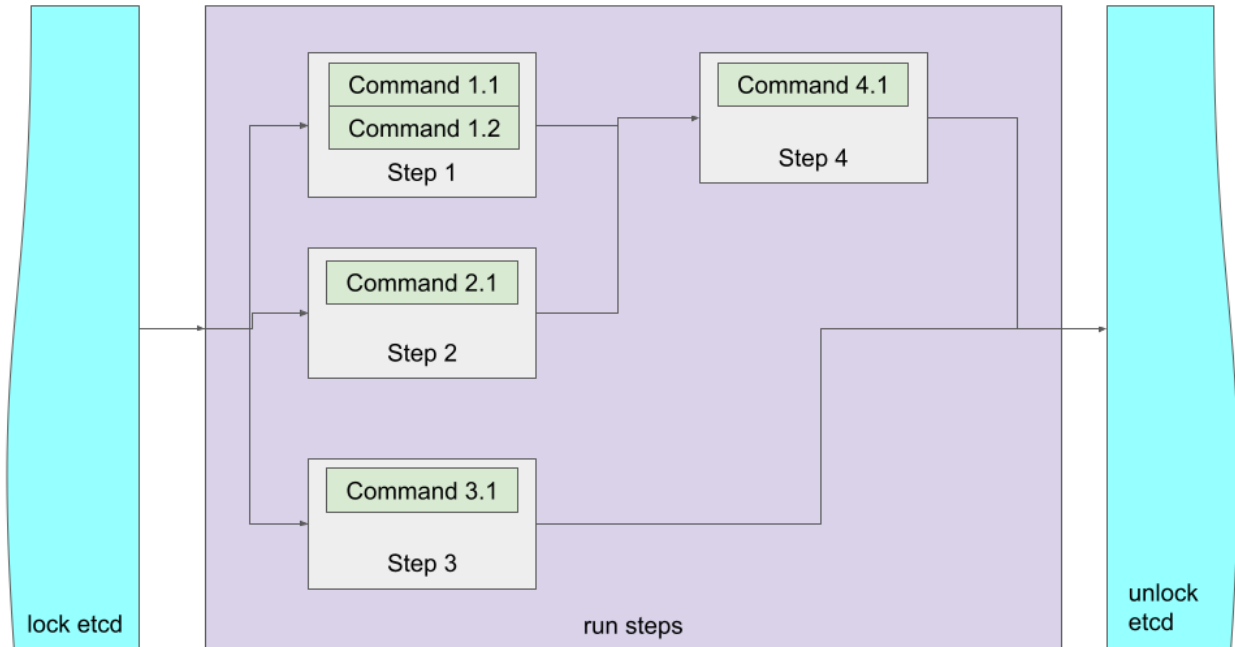 Command 1.1
Command 1.2
Step 1
Command 4.1
Step 4
Command 2.1
Step 2
Command 3.1
Step 3
lock etcd
run steps
unlock
etcd